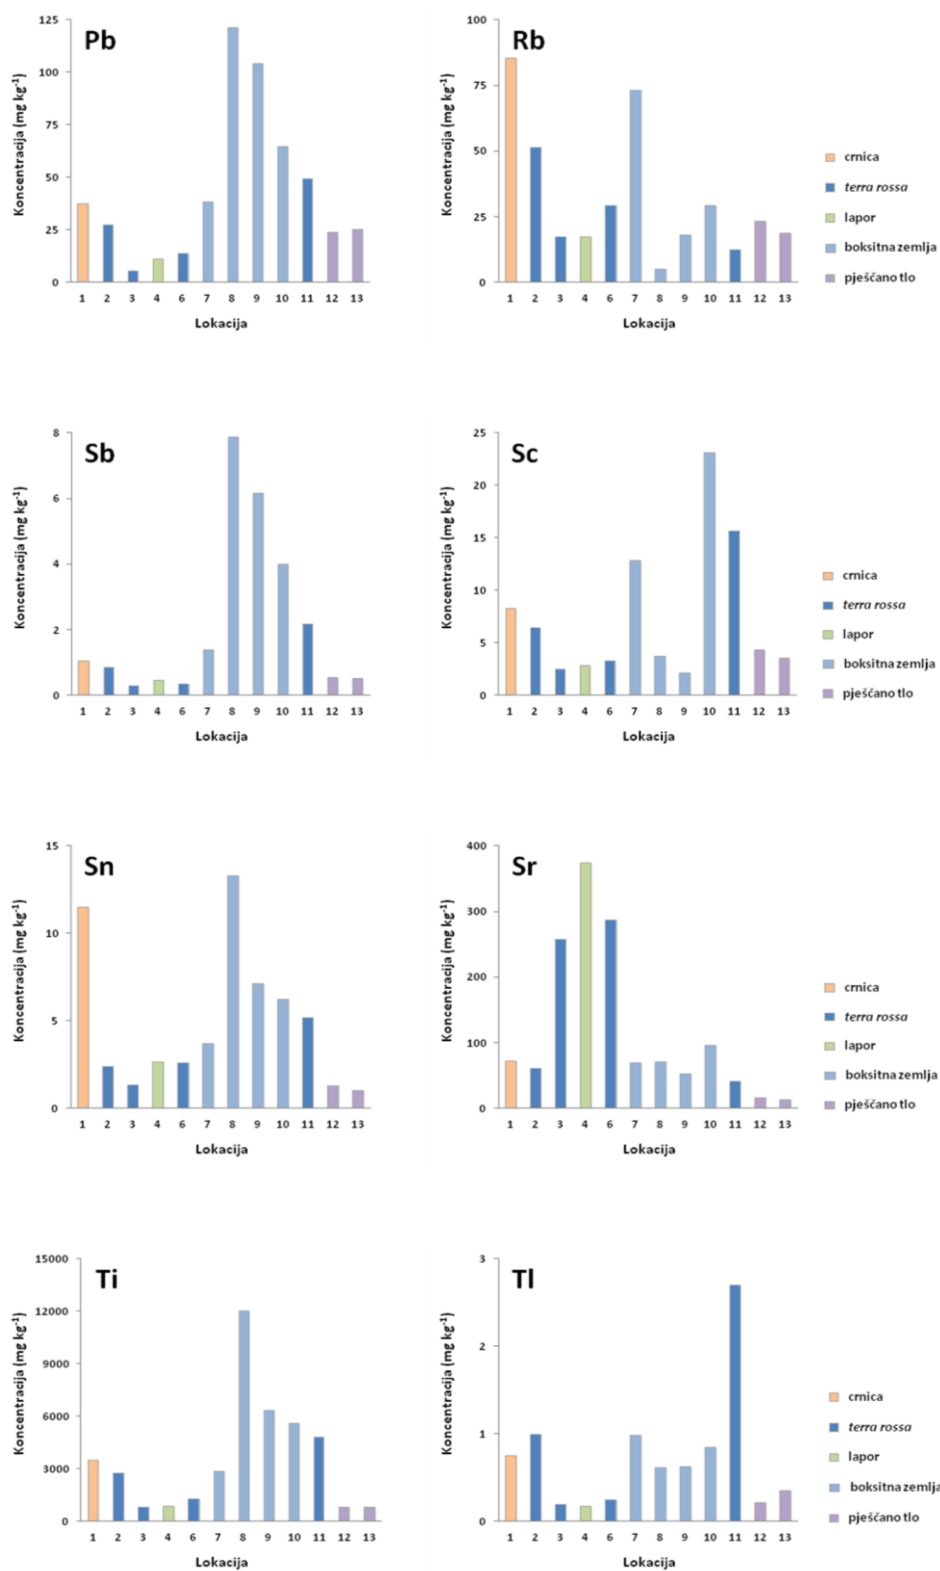 Pb
Koncentracija (mg kg⁻¹)
125
100
75
50
25
0
1 2 3 4 6 7 8 9 10 11 12 13
Lokacija
Rb
Koncentracija (mg kg⁻¹)
100
75
50
25
0
1 2 3 4 6 7 8 9 10 11 12 13
Lokacija
crnica
terra rossa
lapor
boksitna zemlja
pješčano tlo
Sb
Koncentracija (mg kg⁻¹)
8
6
4
2
0
1 2 3 4 6 7 8 9 10 11 12 13
Lokacija
Sc
Koncentracija (mg kg⁻¹)
25
20
15
10
5
0
1 2 3 4 6 7 8 9 10 11 12 13
Lokacija
crnica
terra rossa
lapor
boksitna zemlja
pješčano tlo
Sn
Koncentracija (mg kg⁻¹)
15
10
5
0
1 2 3 4 6 7 8 9 10 11 12 13
Lokacija
Sr
Koncentracija (mg kg⁻¹)
400
300
200
100
0
1 2 3 4 6 7 8 9 10 11 12 13
Lokacija
crnica
terra rossa
lapor
boksitna zemlja
pješčano tlo
Ti
Koncentracija (mg kg⁻¹)
15000
12000
9000
6000
3000
0
1 2 3 4 6 7 8 9 10 11 12 13
Lokacija
Tl
Koncentracija (mg kg⁻¹)
3
2
1
0
1 2 3 4 6 7 8 9 10 11 12 13
Lokacija
crnica
terra rossa
lapor
boksitna zemlja
pješčano tlo